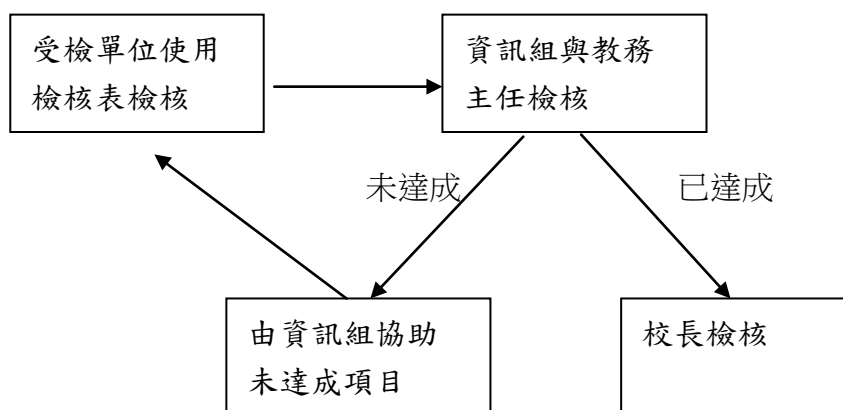 受檢單位使用
檢核表檢核
資訊組與教務
主任檢核
未達成
已達成
由資訊組協助
未達成項目
校長檢核